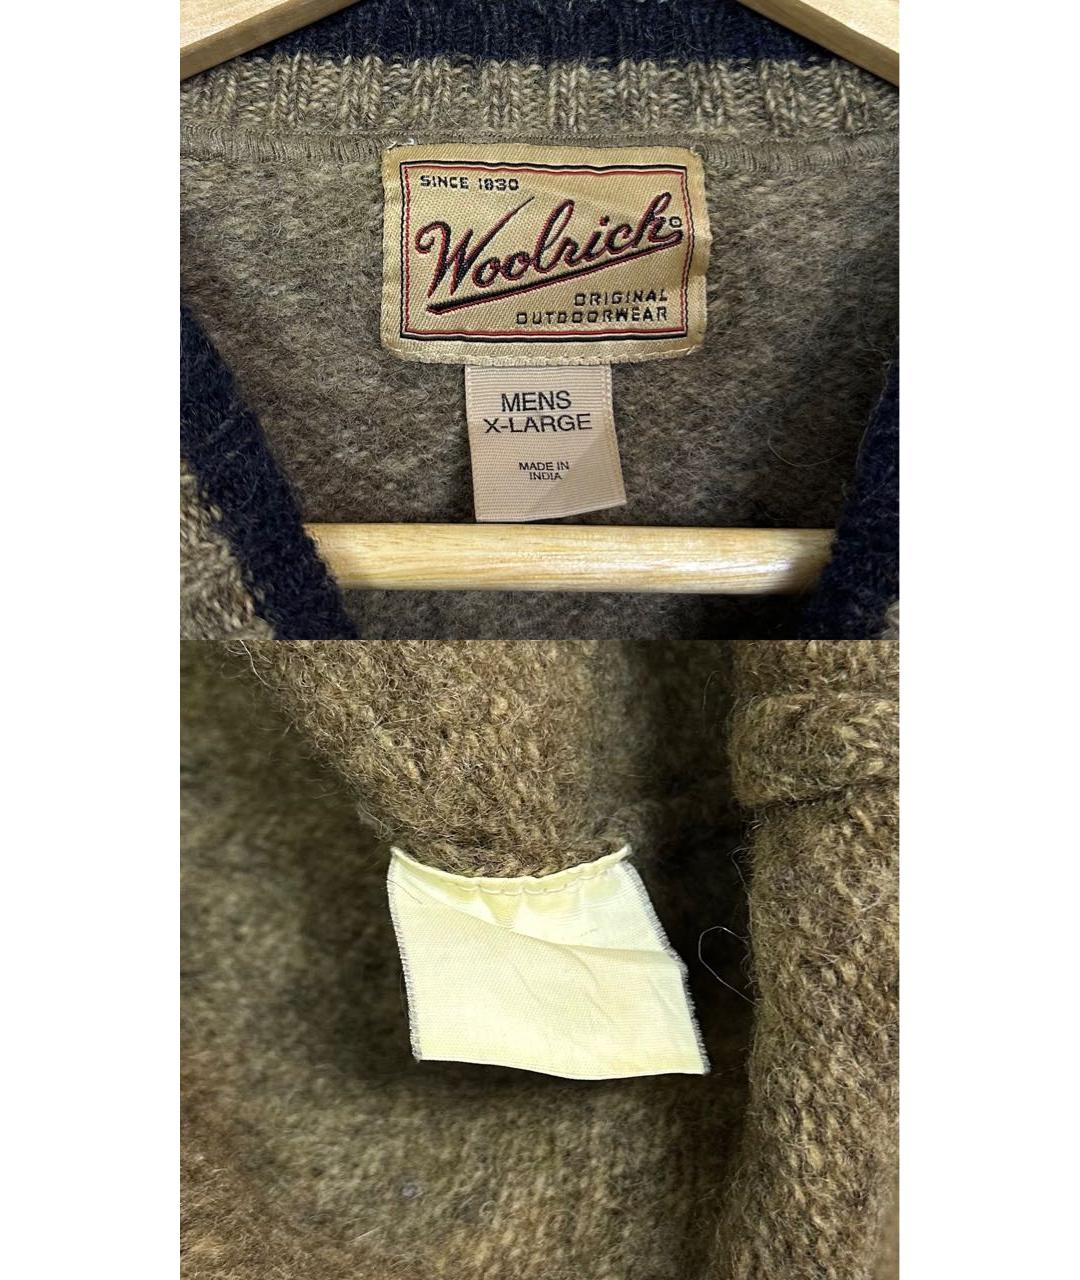 SINCE 1830
Woolrich®
ORIGINAL
OUTDOORWEAR
MENS
X-LARGE
MADE IN
INDIA